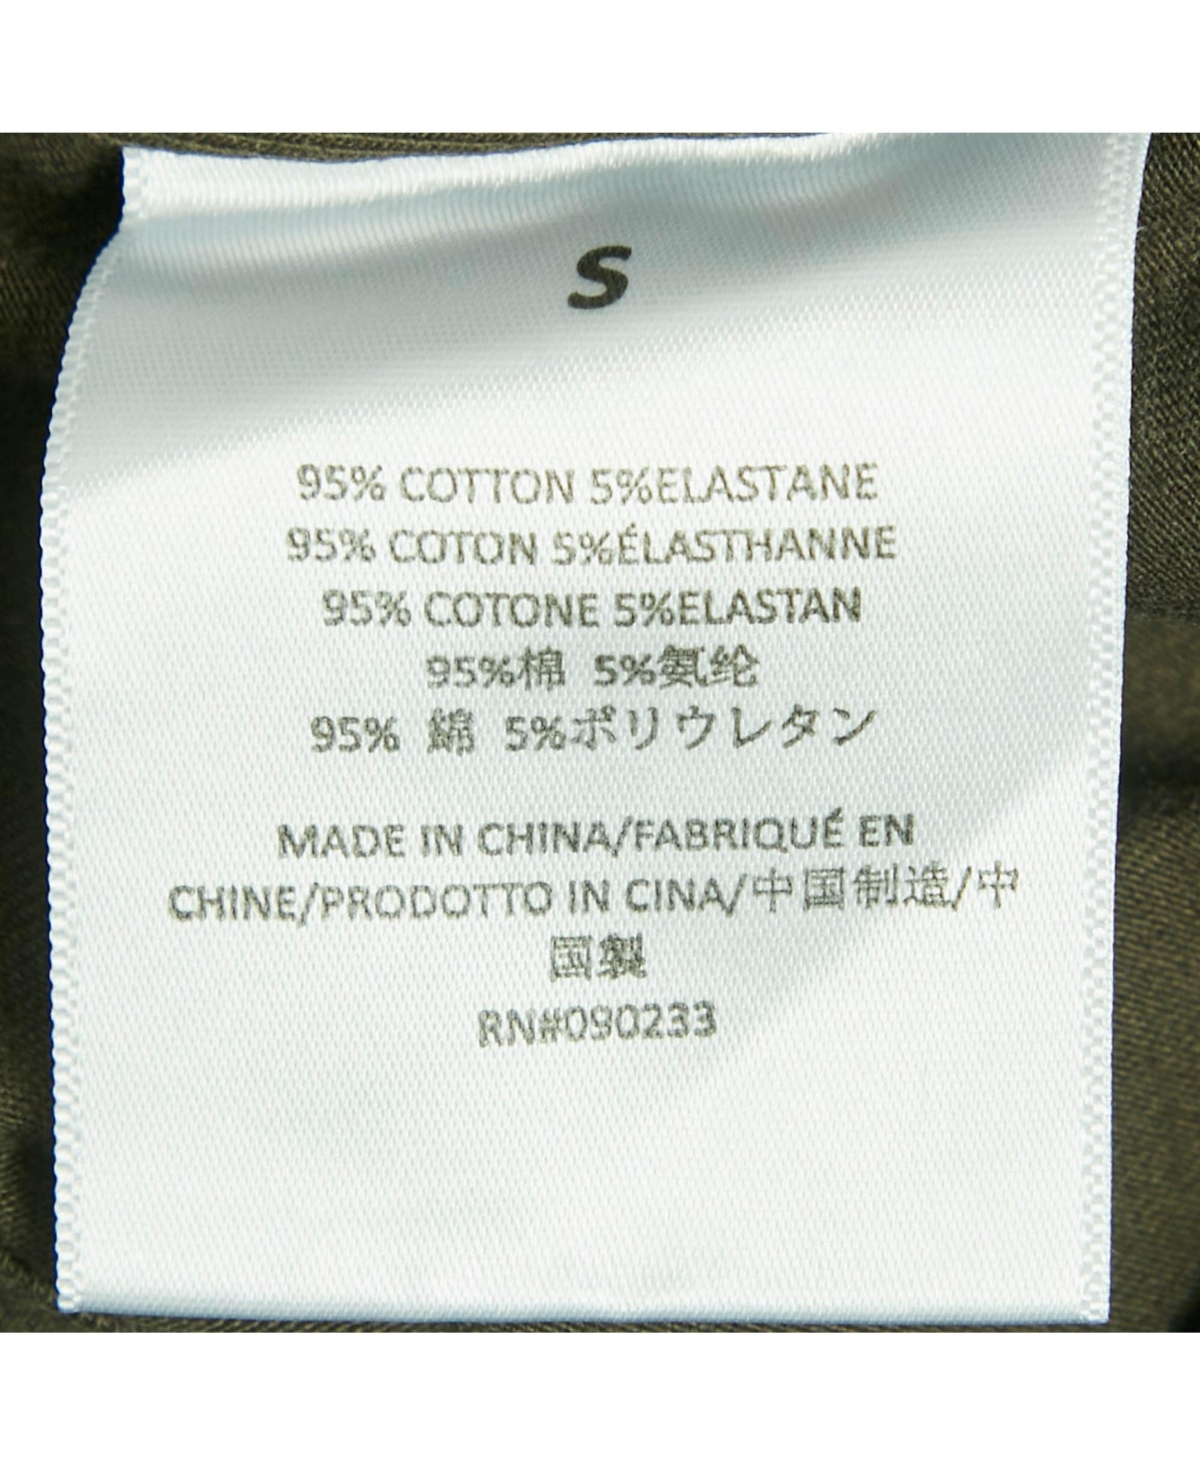 S
95% COTTON 5%ELASTANE
95% COTON 5%ÉLASTHANNE
95% COTONE 5%ELASTAN
95%棉 5%氨纶
95% 綿 5%ポリウレタン
MADE IN CHINA/FABRIQUÉ EN
CHINE/PRODOTTO IN CINA/中国制造/中
国製
RN#090233